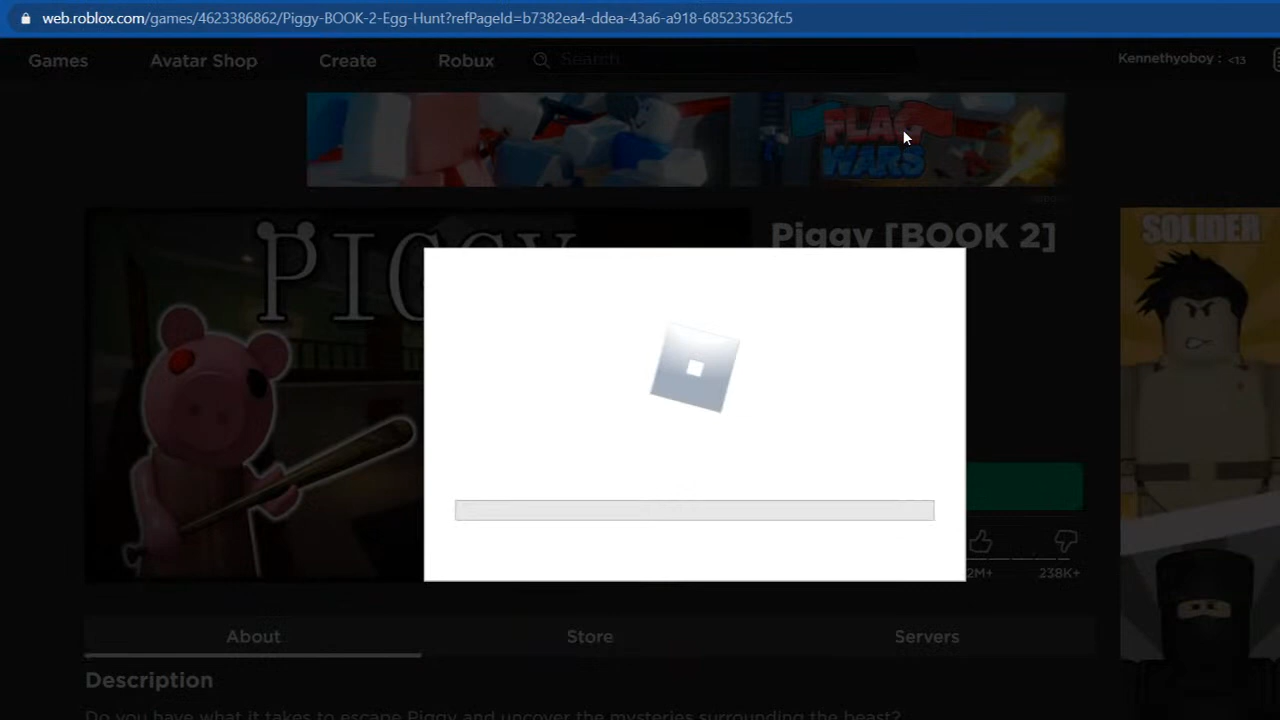 web.roblox.com/games/4623386862/Piggy-BOOK-2-Egg-Hunt?refPageId=b7382ea4-ddea-43a6-a918-685235362fc5
Games Avatar Shop Create Robux Search Kennethyoboy : <13
FLAG
WARS
PIGGY
Piggy [BOOK 2]
SOLIDER
2M+ 238K+
About Store Servers
Description
Do you have what it takes to escape Piggy and uncover the mysteries surrounding the beast?